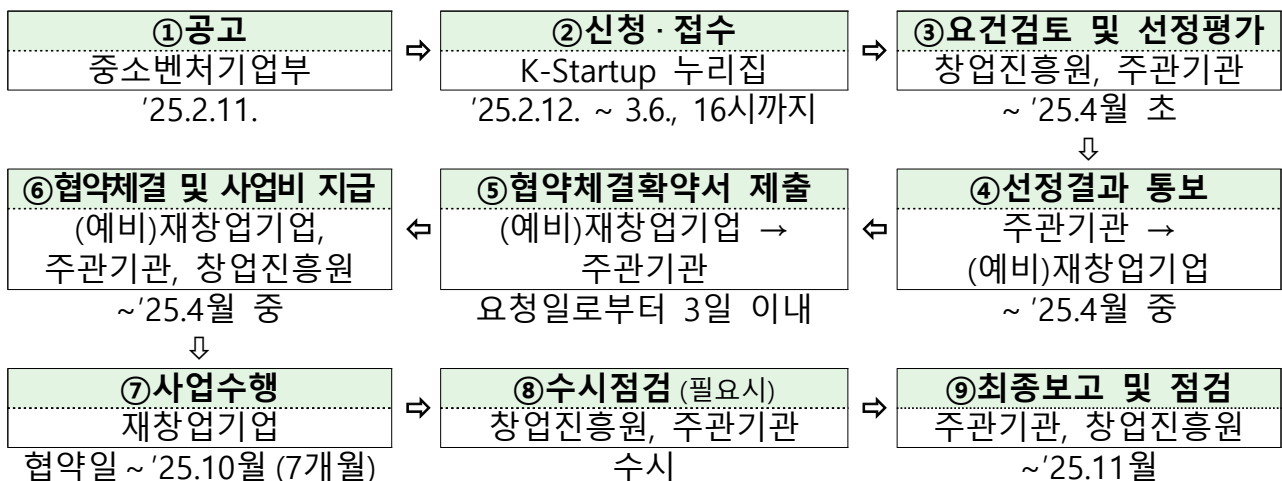 ①공고
중소벤처기업부
'25.2.11.
⇨
②신청·접수
K-Startup 누리집
'25.2.12. ~ 3.6., 16시까지
⇨
③요건검토 및 선정평가
창업진흥원, 주관기관
~ '25.4월 초
⇩
④선정결과 통보
주관기관 →
(예비)재창업기업
~ '25.4월 중
⇦
⑤협약체결확약서 제출
(예비)재창업기업 →
주관기관
요청일로부터 3일 이내
⇦
⑥협약체결 및 사업비 지급
(예비)재창업기업,
주관기관, 창업진흥원
~'25.4월 중
⇩
⑦사업수행
재창업기업
협약일 ~ '25.10월 (7개월)
⇨
⑧수시점검 (필요시)
창업진흥원, 주관기관
수시
⇨
⑨최종보고 및 점검
주관기관, 창업진흥원
~'25.11월